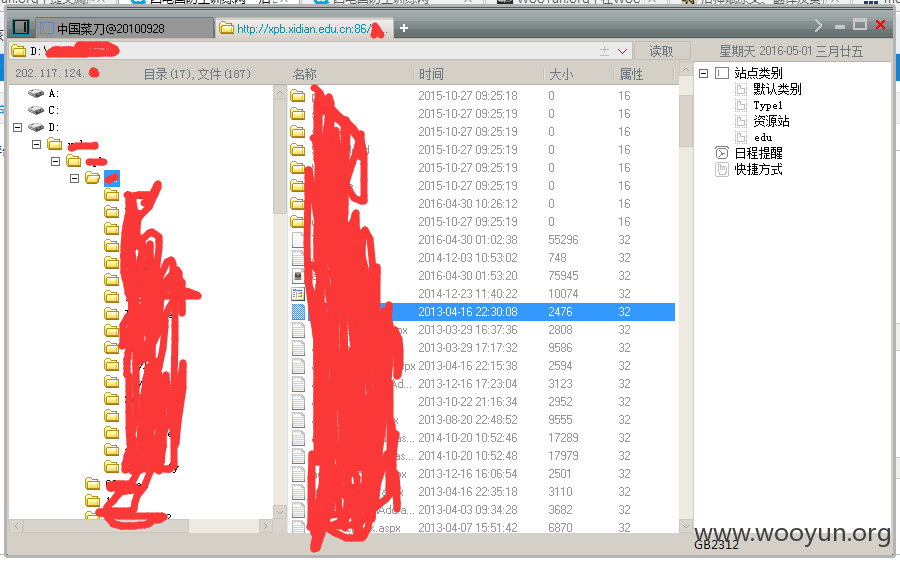 中国菜刀@20100928
http://xpb.xidian.edu.cn:86/
+
D:\
读取
星期天 2016-05-01 三月廿五
202.117.124.
目录(17),文件(187)
名称 时间 大小 属性
A:
C:
D:
2015-10-27 09:25:18 0 16
2015-10-27 09:25:19 0 16
2015-10-27 09:25:19 0 16
2015-10-27 09:25:19 0 16
2015-10-27 09:25:19 0 16
2015-10-27 09:25:19 0 16
2016-04-30 10:26:12 0 16
2015-10-27 09:25:19 0 16
2016-04-30 01:02:38 55296 32
2014-12-03 10:53:02 748 32
2016-04-30 01:53:20 75945 32
2014-12-23 11:40:22 10074 32
2013-04-16 22:30:08 2476 32
2013-03-29 16:37:36 2808 32
2013-03-29 17:17:32 9586 32
.aspx 2013-04-16 22:15:38 2594 32
2013-12-16 17:23:04 3123 32
2013-10-22 21:16:34 2952 32
2013-08-20 22:48:52 9555 32
as... 2014-10-20 10:52:46 17289 32
as... 2014-10-20 10:52:48 17979 32
2013-12-16 16:06:54 2501 32
2013-04-16 22:35:18 3110 32
2013-04-03 09:34:28 3682 32
.aspx 2013-04-07 15:51:42 6870 32
站点类别
默认类别
Type1
资源站
edu
日程提醒
快捷方式
www.wooyun.org
GB2312